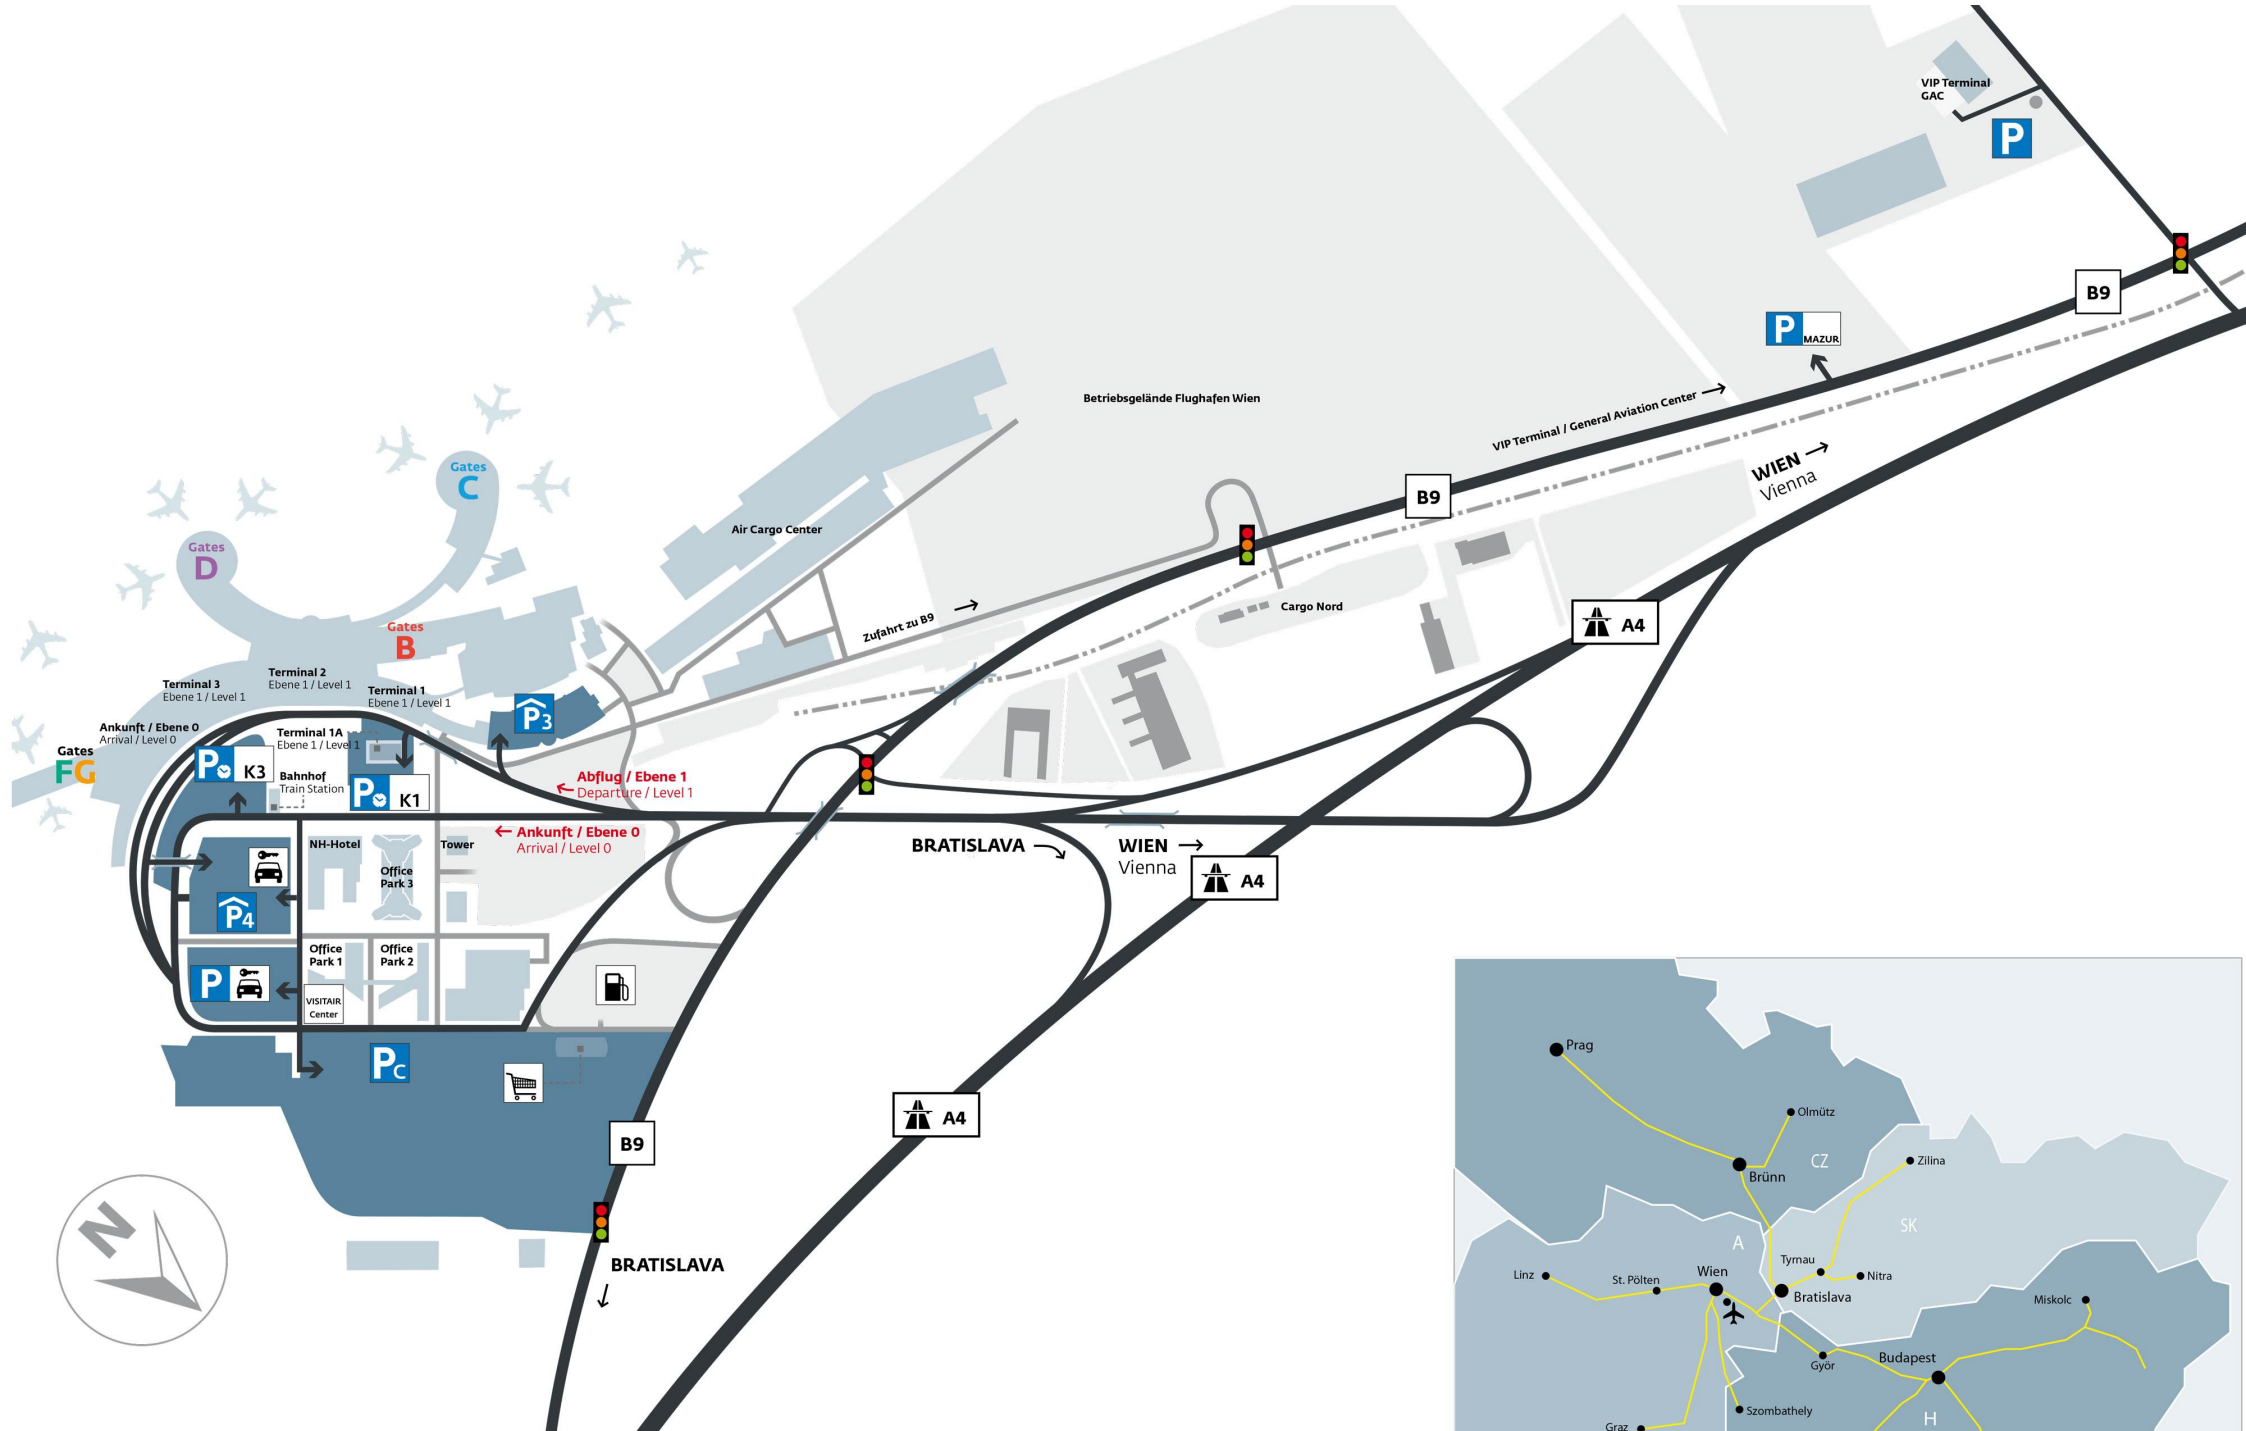 VIP Terminal
GAC
P
B9
P MAZUR
VIP Terminal / General Aviation Center
Betriebsgelände Flughafen Wien
WIEN
Vienna
B9
Gates
C
Air Cargo Center
Gates
D
Zufahrt zu B9
Cargo Nord
A4
Gates
B
Terminal 2
Ebene 1 / Level 1
Terminal 3
Ebene 1 / Level 1
Terminal 1
Ebene 1 / Level 1
P3
Ankunft / Ebene 0
Arrival / Level 0
Terminal 1A
Ebene 1 / Level 1
Gates
FG
P K3
Bahnhof
Train Station
P K1
Abflug / Ebene 1
Departure / Level 1
Ankunft / Ebene 0
Arrival / Level 0
NH-Hotel
Tower
Office
Park 3
BRATISLAVA
WIEN
Vienna
A4
P4
Office
Park 1
Office
Park 2
P
VISITAIR
Center
PC
B9
A4
BRATISLAVA
N
Prag
Olmütz
CZ
Brünn
Zilina
SK
A
Tyrnau
Linz
St. Pölten
Wien
Nitra
Bratislava
Miskolc
Györ
Budapest
Szombathely
H
Graz